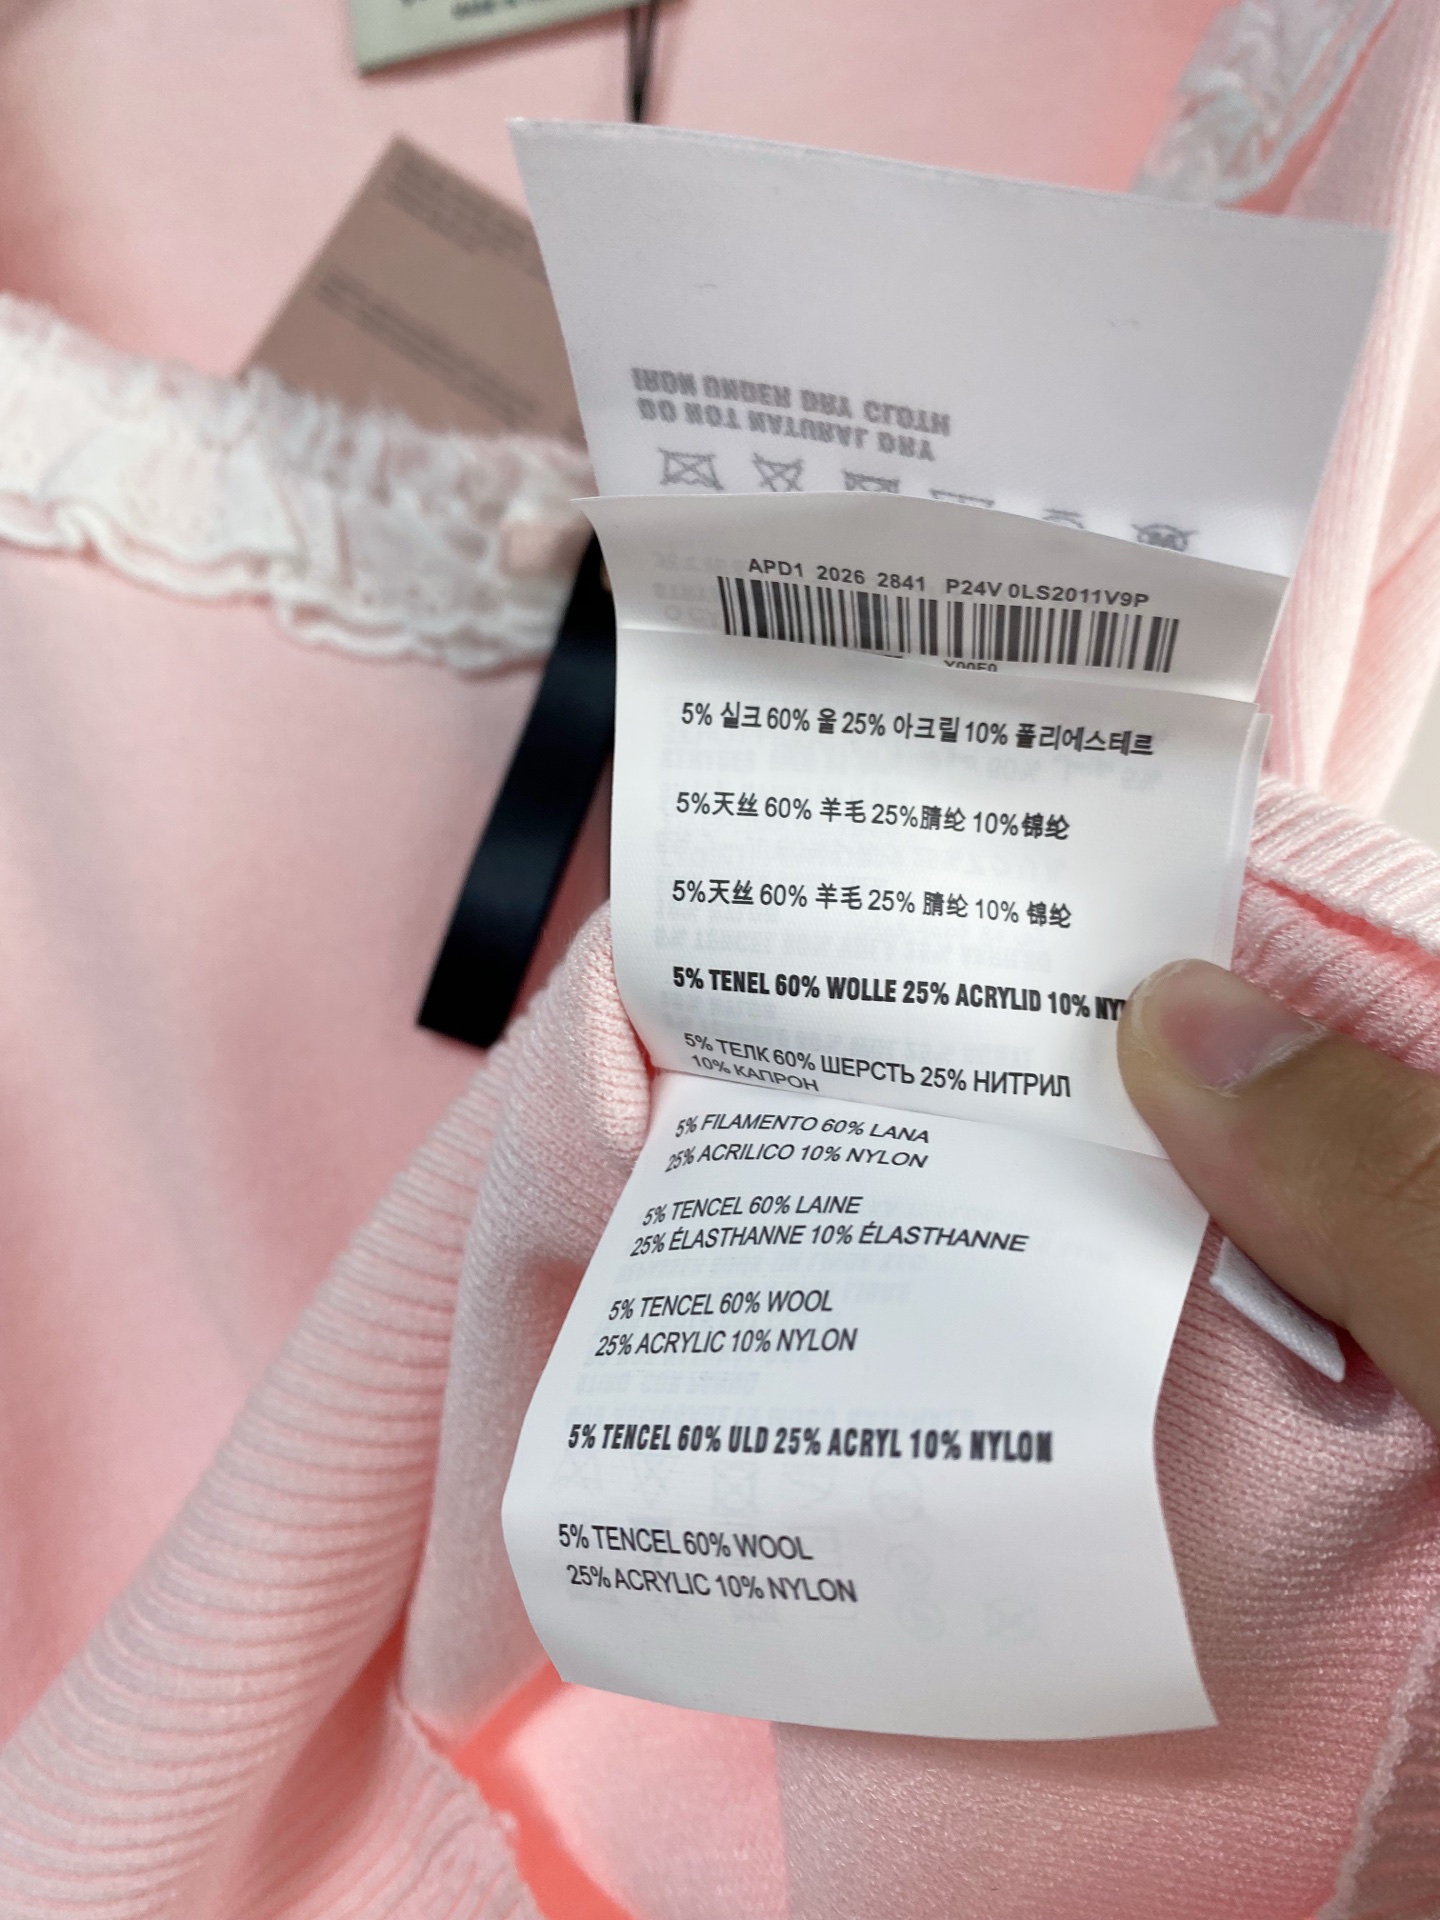 IRON UNDER DRY CLOTH
DO NOT NATURAL DRY
APD1 2026 2841 P24V 0LS2011V9P
5% 실크 60% 울 25% 아크릴 10% 폴리에스테르
5%天丝 60% 羊毛 25%腈纶 10%锦纶
5%天丝 60% 羊毛 25% 腈纶 10% 锦纶
5% TENEL 60% WOLLE 25% ACRYLID 10%
5% ТЕЛК 60% ШЕРСТЬ 25% НИТРИЛ
10% КАПРОН
5% FILAMENTO 60% LANA
25% ACRILICO 10% NYLON
5% TENCEL 60% LAINE
25% ÉLASTHANNE 10% ÉLASTHANNE
5% TENCEL 60% WOOL
25% ACRYLIC 10% NYLON
5% TENCEL 60% ULD 25% ACRYL 10% NYLON
5% TENCEL 60% WOOL
25% ACRYLIC 10% NYLON